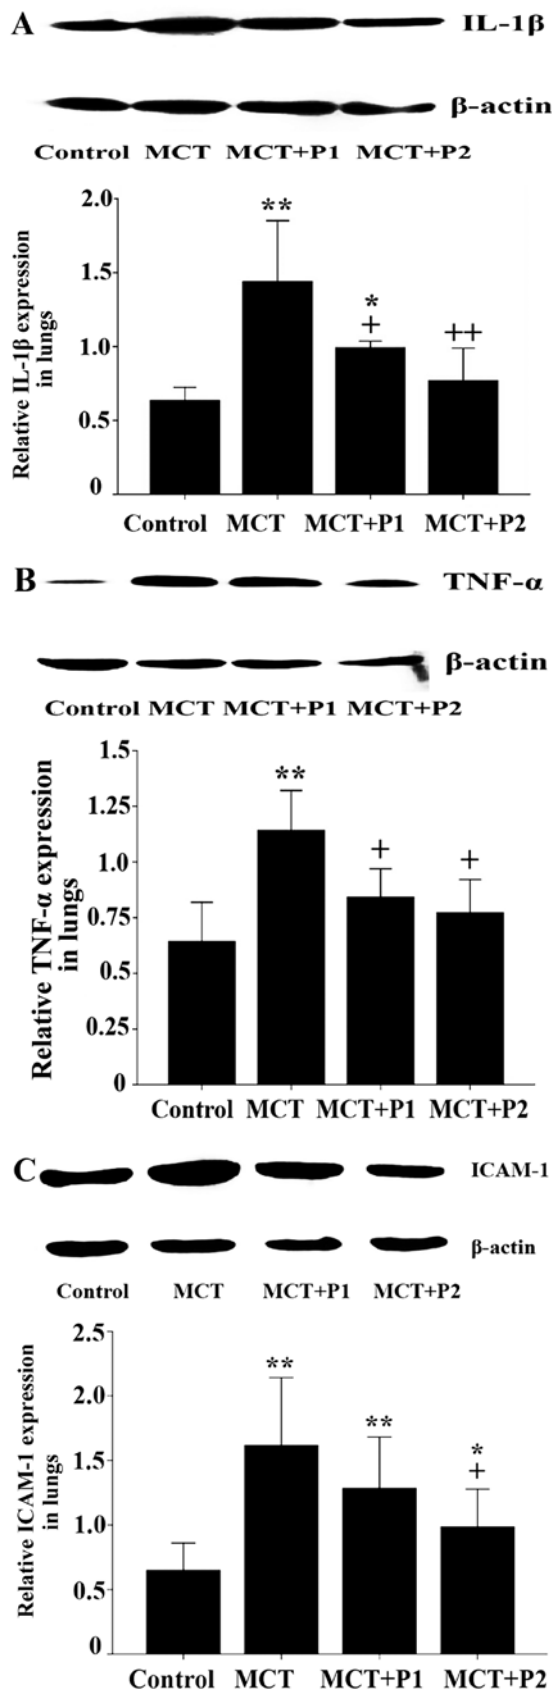 A
IL-1β
β-actin
Control MCT MCT+P1 MCT+P2
Relative IL-1β expression
in lungs
2.0
1.5
1.0
0.5
0
**
*
+
++
Control MCT MCT+P1 MCT+P2
B
TNF-α
β-actin
Control MCT MCT+P1 MCT+P2
Relative TNF-α expression
in lungs
1.5
1.25
1.0
0.75
0.5
0.25
0
**
+
+
Control MCT MCT+P1 MCT+P2
C
ICAM-1
β-actin
Control MCT MCT+P1 MCT+P2
Relative ICAM-1 expression
in lungs
2.5
2.0
1.5
1.0
0.5
0
**
**
*
+
Control MCT MCT+P1 MCT+P2